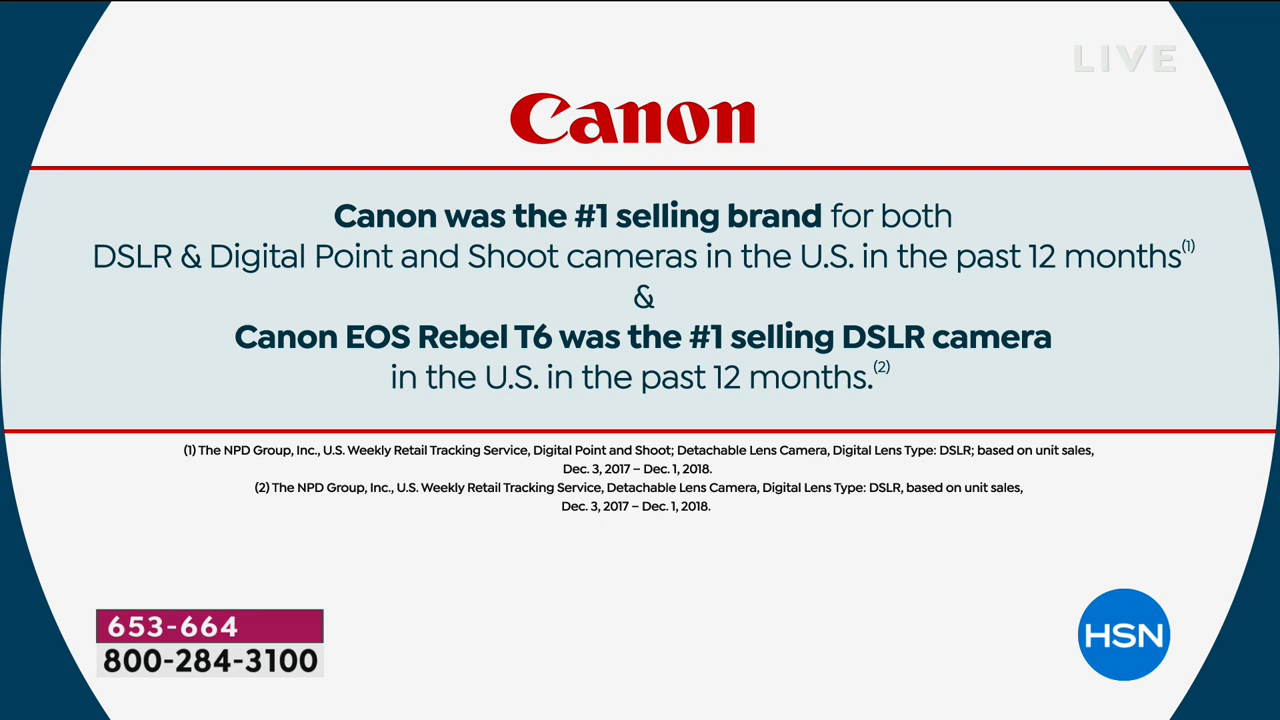 LIVE
Canon
Canon was the #1 selling brand for both
DSLR & Digital Point and Shoot cameras in the U.S. in the past 12 months(1)
&
Canon EOS Rebel T6 was the #1 selling DSLR camera
in the U.S. in the past 12 months.(2)
(1) The NPD Group, Inc., U.S. Weekly Retail Tracking Service, Digital Point and Shoot; Detachable Lens Camera, Digital Lens Type: DSLR; based on unit sales,
Dec. 3, 2017 – Dec. 1, 2018.
(2) The NPD Group, Inc., U.S. Weekly Retail Tracking Service, Detachable Lens Camera, Digital Lens Type: DSLR, based on unit sales,
Dec. 3, 2017 – Dec. 1, 2018.
653-664
800-284-3100
HSN